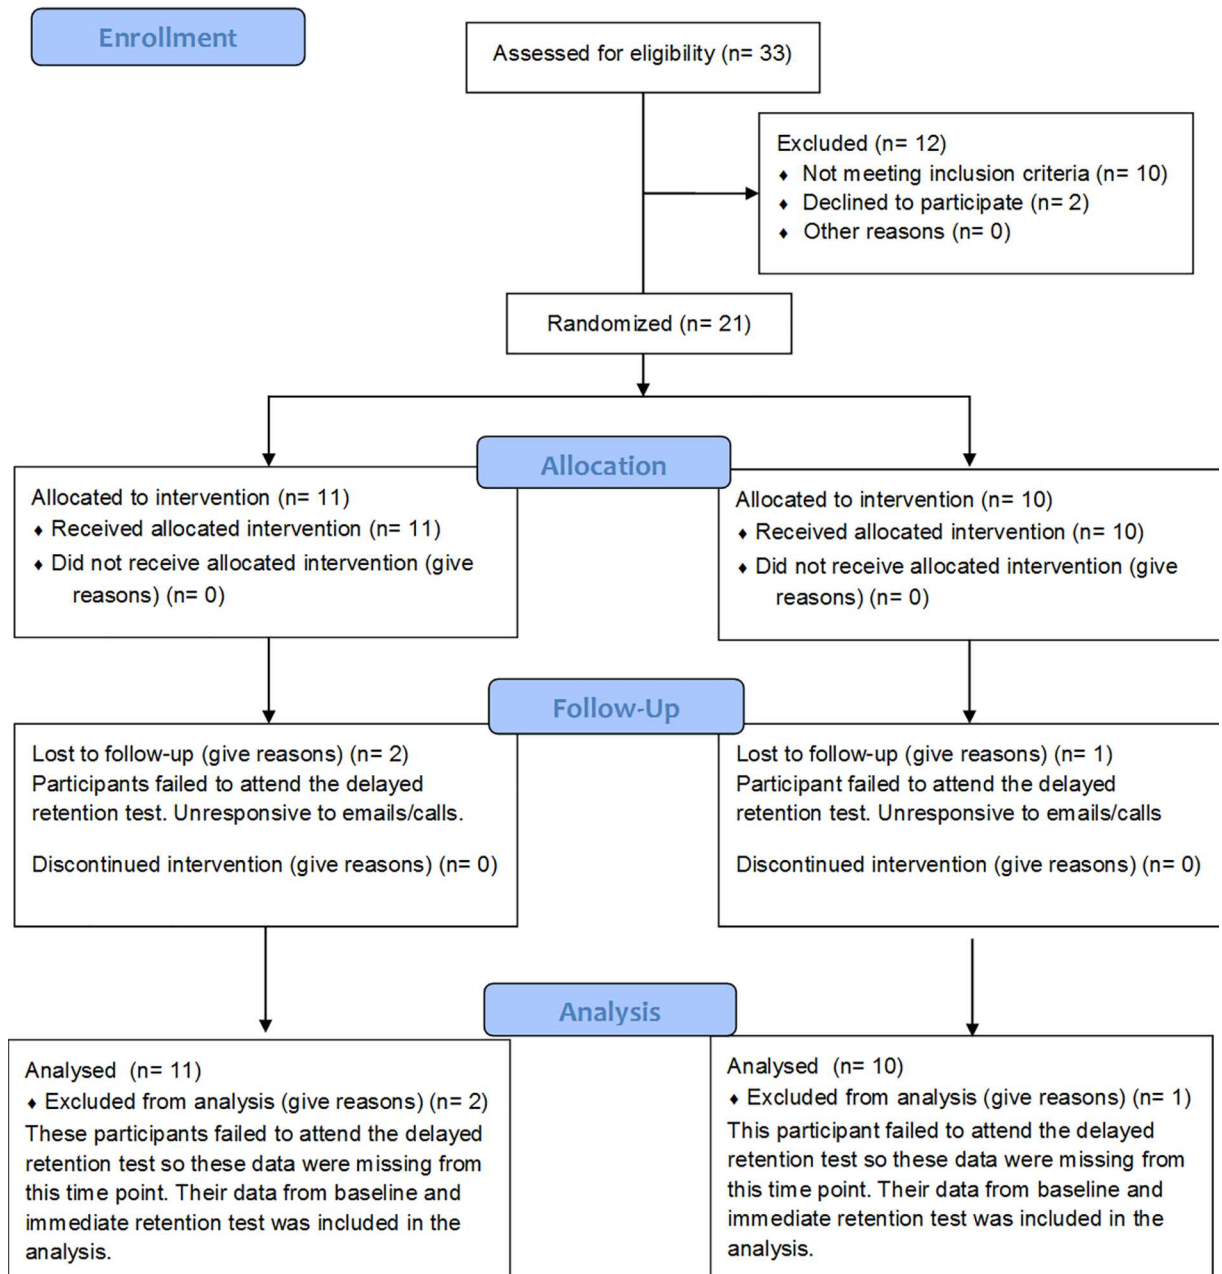 Enrollment
Assessed for eligibility (n= 33)
Excluded (n= 12)
♦ Not meeting inclusion criteria (n= 10)
♦ Declined to participate (n= 2)
♦ Other reasons (n= 0)
Randomized (n= 21)
Allocation
Allocated to intervention (n= 11)
♦ Received allocated intervention (n= 11)
♦ Did not receive allocated intervention (give
reasons) (n= 0)
Allocated to intervention (n= 10)
♦ Received allocated intervention (n= 10)
♦ Did not receive allocated intervention (give
reasons) (n= 0)
Follow-Up
Lost to follow-up (give reasons) (n= 2)
Participants failed to attend the delayed
retention test. Unresponsive to emails/calls.
Discontinued intervention (give reasons) (n= 0)
Lost to follow-up (give reasons) (n= 1)
Participant failed to attend the delayed
retention test. Unresponsive to emails/calls
Discontinued intervention (give reasons) (n= 0)
Analysis
Analysed  (n= 11)
♦ Excluded from analysis (give reasons) (n= 2)
These participants failed to attend the delayed
retention test so these data were missing from
this time point. Their data from baseline and
immediate retention test was included in the
analysis.
Analysed  (n= 10)
♦ Excluded from analysis (give reasons) (n= 1)
This participant failed to attend the delayed
retention test so these data were missing from
this time point. Their data from baseline and
immediate retention test was included in the
analysis.